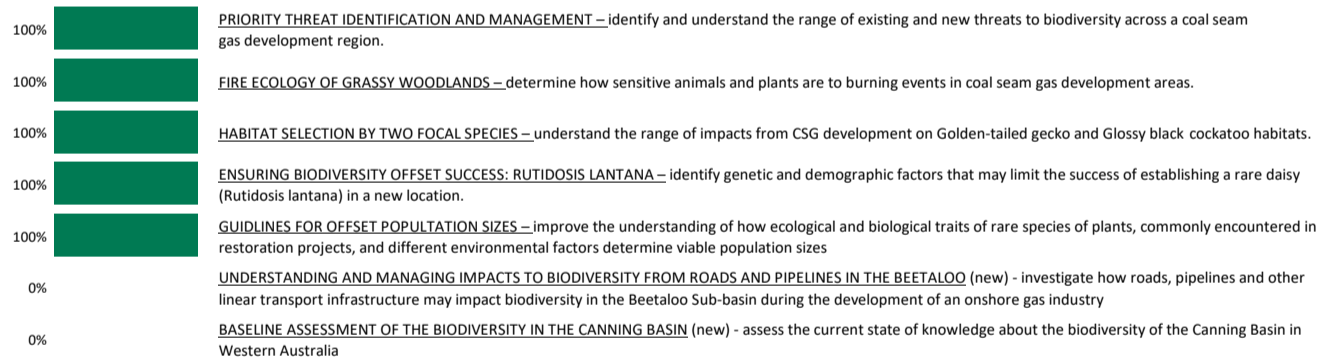 100% PRIORITY THREAT IDENTIFICATION AND MANAGEMENT – identify and understand the range of existing and new threats to biodiversity across a coal seam
gas development region.
100% FIRE ECOLOGY OF GRASSY WOODLANDS – determine how sensitive animals and plants are to burning events in coal seam gas development areas.
100% HABITAT SELECTION BY TWO FOCAL SPECIES – understand the range of impacts from CSG development on Golden-tailed gecko and Glossy black cockatoo habitats.
100% ENSURING BIODIVERSITY OFFSET SUCCESS: RUTIDOSIS LANTANA – identify genetic and demographic factors that may limit the success of establishing a rare daisy
(Rutidosis lantana) in a new location.
100% GUIDLINES FOR OFFSET POPULTATION SIZES – improve the understanding of how ecological and biological traits of rare species of plants, commonly encountered in
restoration projects, and different environmental factors determine viable population sizes
0% UNDERSTANDING AND MANAGING IMPACTS TO BIODIVERSITY FROM ROADS AND PIPELINES IN THE BEETALOO (new) - investigate how roads, pipelines and other
linear transport infrastructure may impact biodiversity in the Beetaloo Sub-basin during the development of an onshore gas industry
0% BASELINE ASSESSMENT OF THE BIODIVERSITY IN THE CANNING BASIN (new) - assess the current state of knowledge about the biodiversity of the Canning Basin in
Western Australia